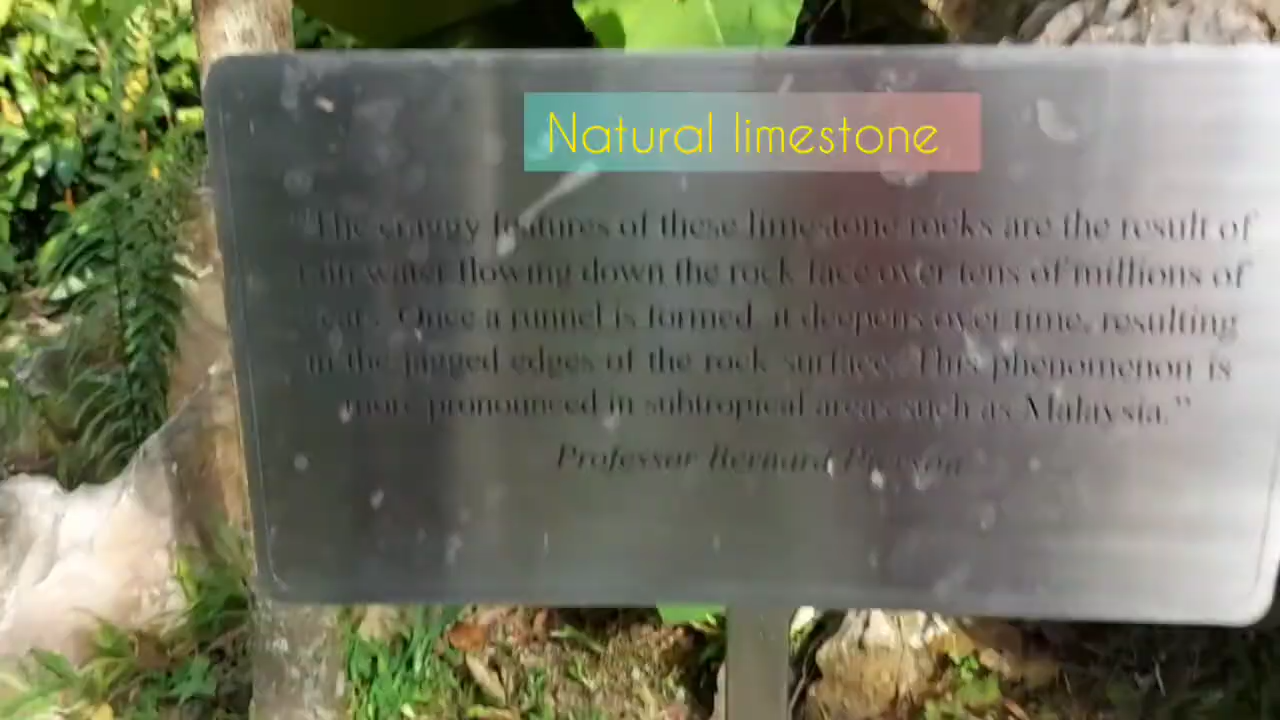 Natural limestone
"The craggy features of these limestone rocks are the result of
rain water flowing down the rock face over tens of millions of
years. Once a runnel is formed, it deepens over time, resulting
in the jagged edges of the rock surface. This phenomenon is
more pronounced in subtropical areas such as Malaysia."
Professor Bernard Pierson